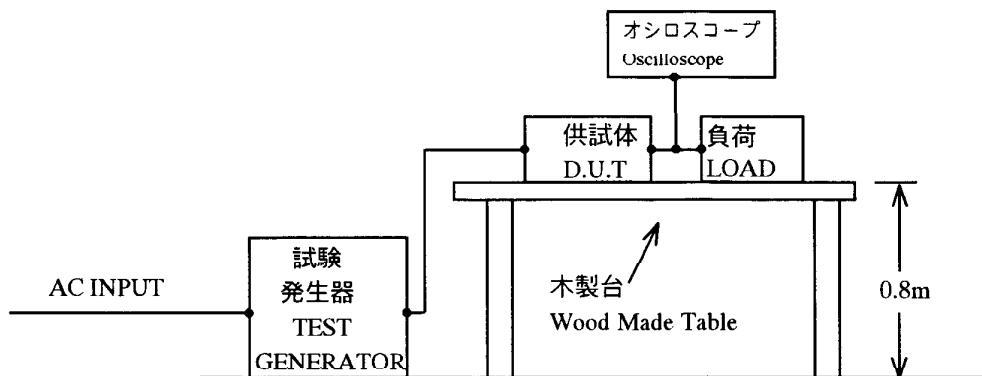 オシロスコープ
Oscilloscope
供試体
D.U.T
負荷
LOAD
試験
発生器
TEST
GENERATOR
AC INPUT
木製台
Wood Made Table
0.8m